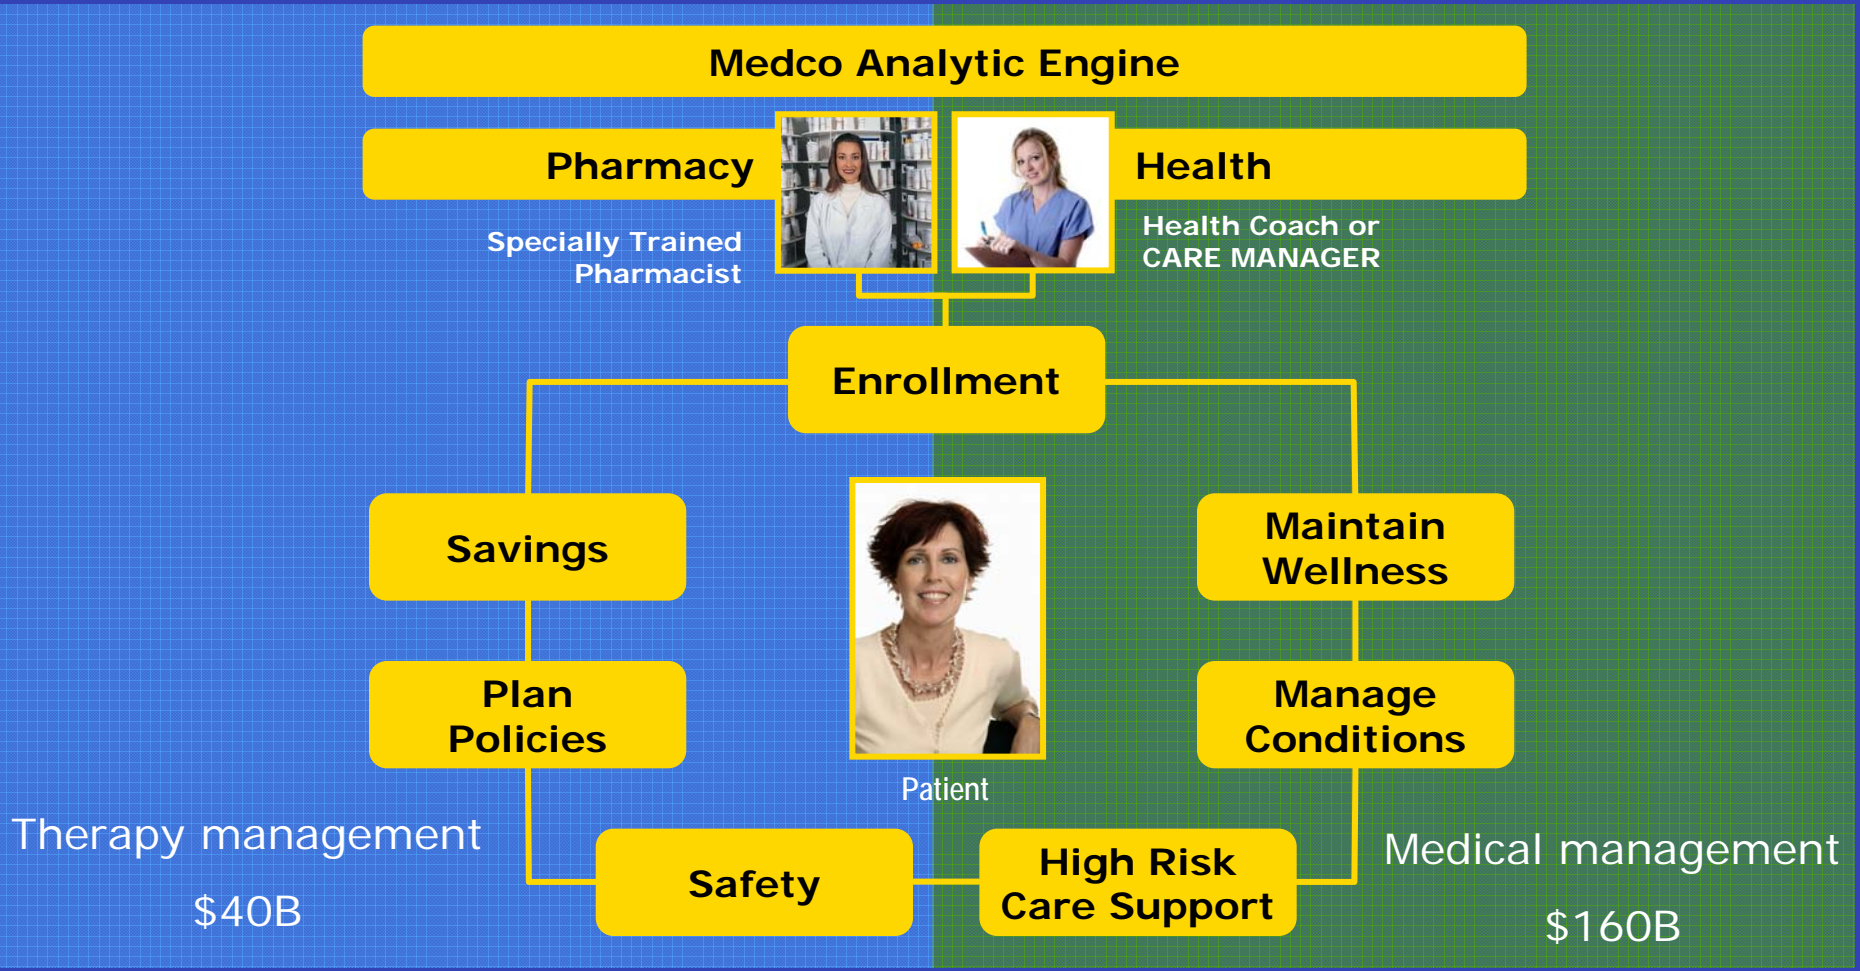 Medco Analytic Engine
Pharmacy
Health
Specially Trained
Pharmacist
Health Coach or
CARE MANAGER
Enrollment
Savings
Maintain
Wellness
Plan
Policies
Manage
Conditions
Patient
Therapy management
$40B
Safety
High Risk
Care Support
Medical management
$160B